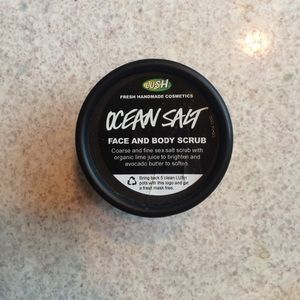 LUSH
FRESH HANDMADE COSMETICS
OCEAN SALT
FACE AND BODY SCRUB
Coarse and fine sea salt scrub with
organic lime juice to brighten and
avocado butter to soften.
Bring back 5 clean LUSH
pots with this logo and get
a fresh mask free.